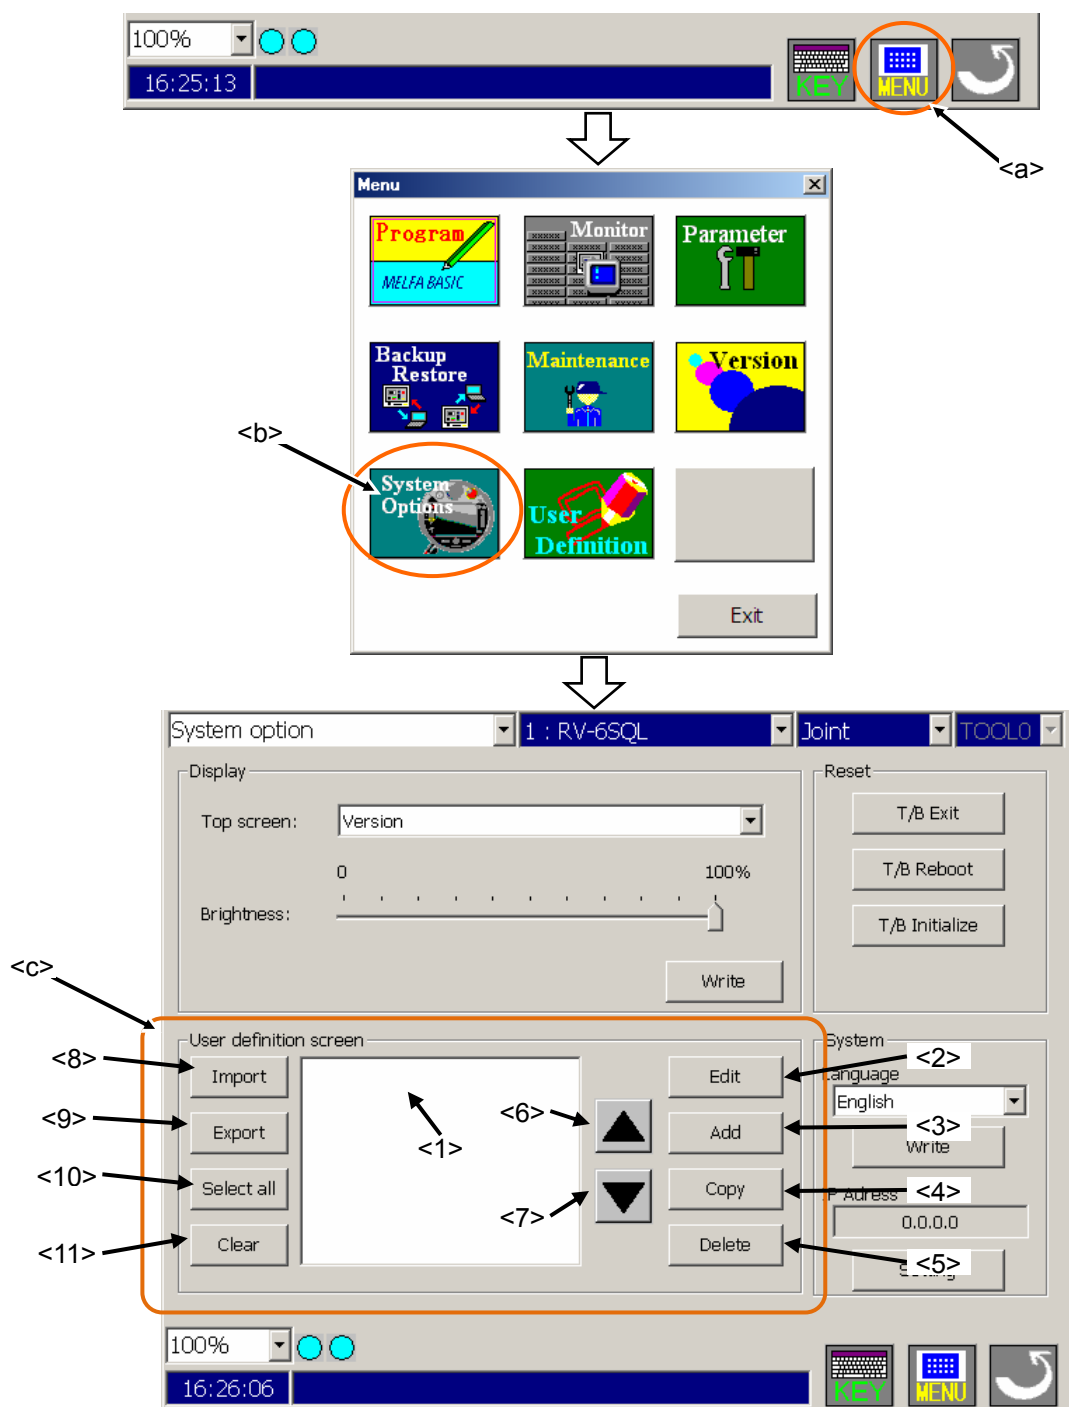 100%
16:25:13
KEY
MENU
<a>
Menu
Program
MELFA BASIC
Monitor
Parameter
Backup
Restore
Maintenance
Version
<b>
System
Options
User
Definition
Exit
System option
1 : RV-6SQL
Joint
TOOL0
Display
Top screen:
Version
0
100%
Brightness:
Write
Reset
T/B Exit
T/B Reboot
T/B Initialize
<c>
User definition screen
<8>
Import
<9>
Export
<10>
Select all
<11>
Clear
<1>
<6>
<7>
Edit
Add
Copy
Delete
System
<2>
Language
English
<3>
Write
<4>
IP Adress
0.0.0.0
<5>
Setting
100%
16:26:06
KEY
MENU